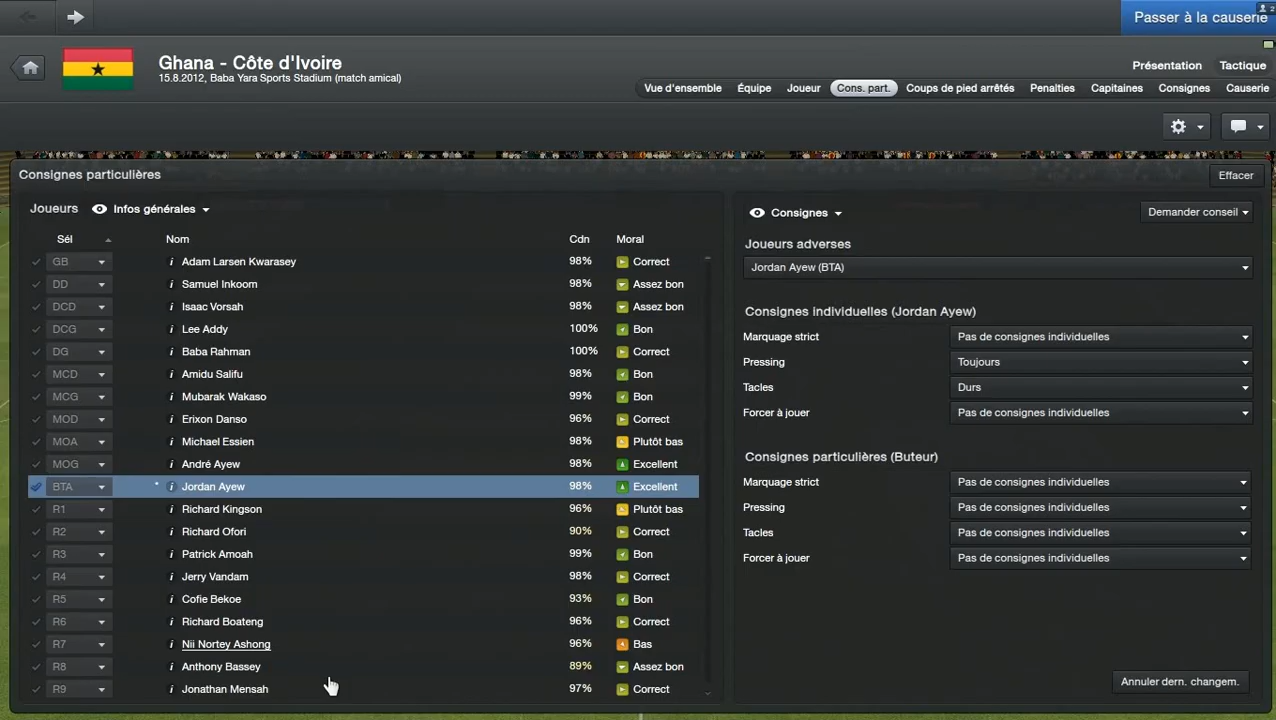 Passer à la causerie
2
Ghana - Côte d'Ivoire
15.8.2012, Baba Yara Sports Stadium (match amical)
Présentation Tactique
Vue d'ensemble Équipe Joueur Cons. part. Coups de pied arrêtés Penalties Capitaines Consignes Causerie
Consignes particulières
Effacer
Joueurs Infos générales
Sél Nom Cdn Moral
GB i Adam Larsen Kwarasey 98% Correct
DD i Samuel Inkoom 98% Assez bon
DCD i Isaac Vorsah 98% Assez bon
DCG i Lee Addy 100% Bon
DG i Baba Rahman 100% Correct
MCD i Amidu Salifu 98% Bon
MCG i Mubarak Wakaso 99% Bon
MOD i Erixon Danso 96% Correct
MOA i Michael Essien 98% Plutôt bas
MOG i André Ayew 98% Excellent
BTA * i Jordan Ayew 98% Excellent
R1 i Richard Kingson 96% Plutôt bas
R2 i Richard Ofori 90% Correct
R3 i Patrick Amoah 99% Bon
R4 i Jerry Vandam 98% Correct
R5 i Cofie Bekoe 93% Bon
R6 i Richard Boateng 96% Correct
R7 i Nii Nortey Ashong 96% Bas
R8 i Anthony Bassey 89% Assez bon
R9 i Jonathan Mensah 97% Correct
Consignes
Demander conseil
Joueurs adverses
Jordan Ayew (BTA)
Consignes individuelles (Jordan Ayew)
Marquage strict Pas de consignes individuelles
Pressing Toujours
Tacles Durs
Forcer à jouer Pas de consignes individuelles
Consignes particulières (Buteur)
Marquage strict Pas de consignes individuelles
Pressing Pas de consignes individuelles
Tacles Pas de consignes individuelles
Forcer à jouer Pas de consignes individuelles
Annuler dern. changem.